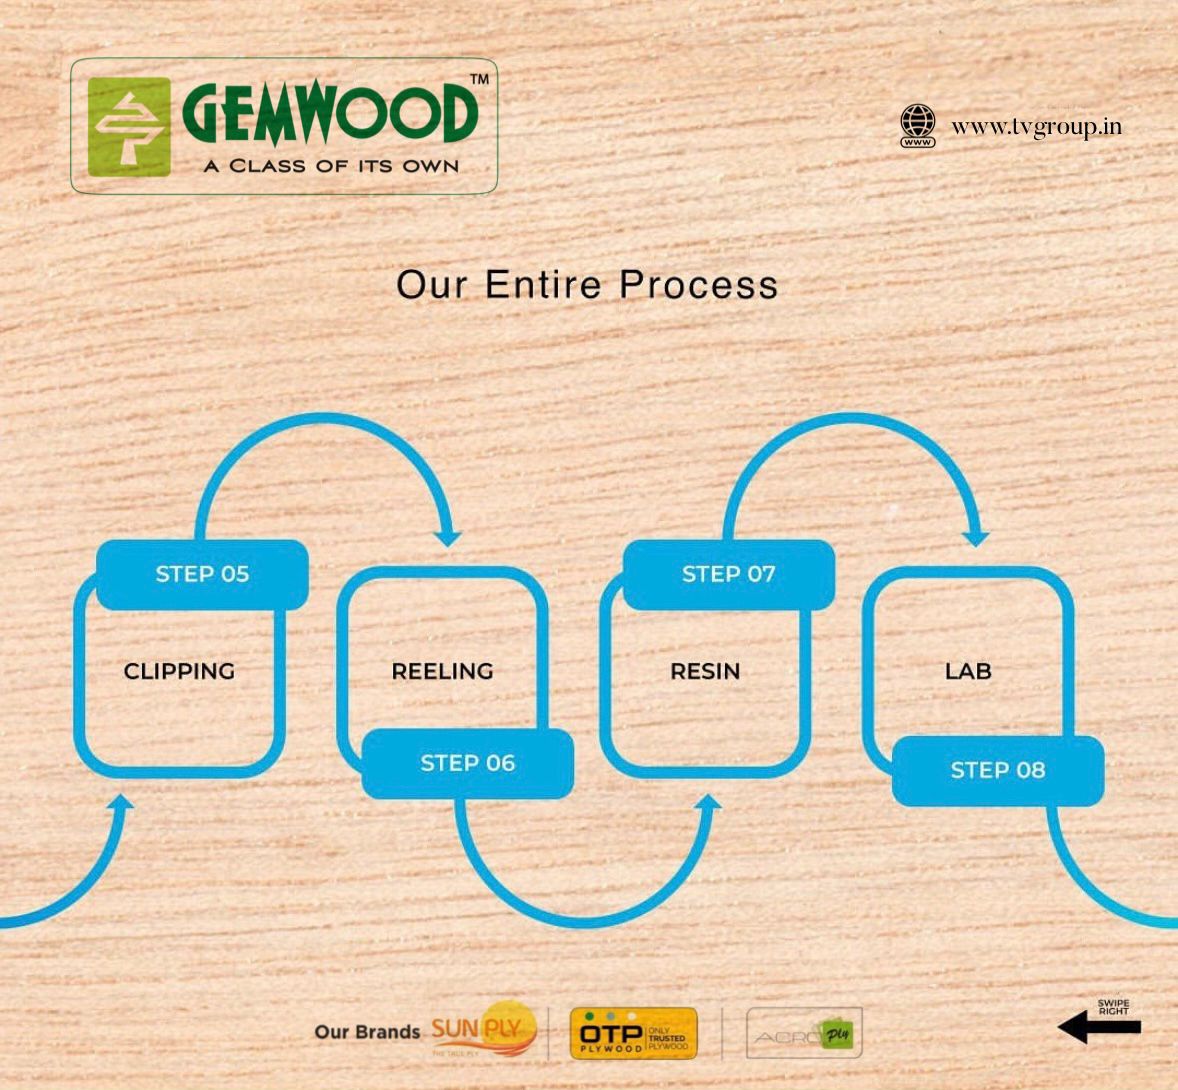 GEMWOOD TM
A CLASS OF ITS OWN
www
www.tvgroup.in
Our Entire Process
STEP 05
CLIPPING
REELING
STEP 06
STEP 07
RESIN
LAB
STEP 08
Our Brands
SUN PLY
THE TRUE PLY
OTP
PLYWOOD
ONLY
TRUSTED
PLYWOOD
ACRO Ply
SWIPE
RIGHT